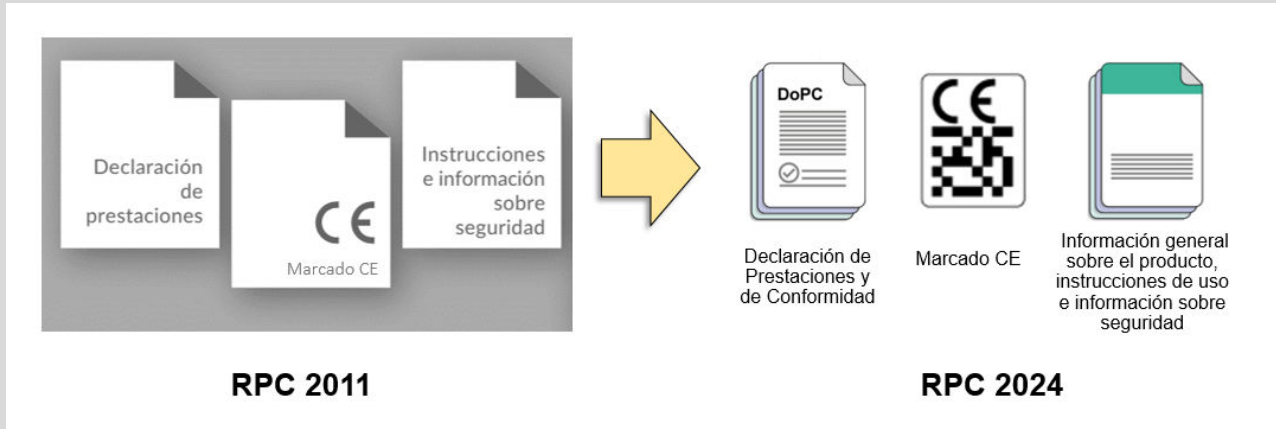 Declaración
de
prestaciones
CE
Marcado CE
Instrucciones
e información
sobre
seguridad
RPC 2011
DoPC
Declaración de
Prestaciones y
de Conformidad
CE
Marcado CE
Información general
sobre el producto,
instrucciones de uso
e información sobre
seguridad
RPC 2024